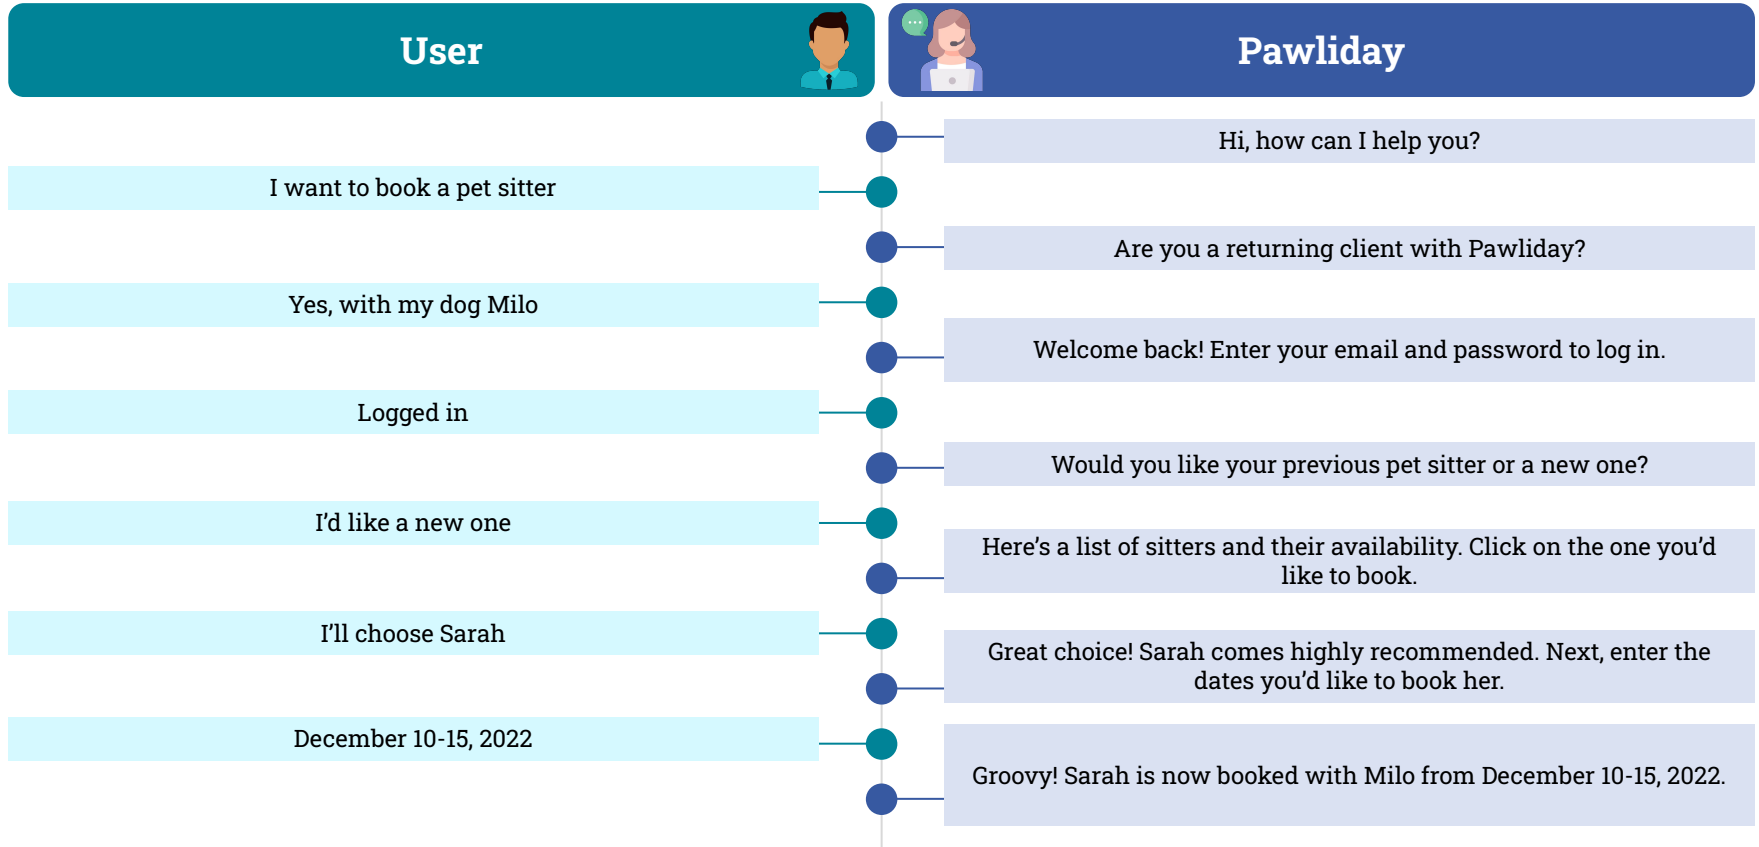 User
Pawliday
Hi, how can I help you?
I want to book a pet sitter
Are you a returning client with Pawliday?
Yes, with my dog Milo
Welcome back! Enter your email and password to log in.
Logged in
Would you like your previous pet sitter or a new one?
I’d like a new one
Here’s a list of sitters and their availability. Click on the one you’d
like to book.
I’ll choose Sarah
Great choice! Sarah comes highly recommended. Next, enter the
dates you’d like to book her.
December 10-15, 2022
Groovy! Sarah is now booked with Milo from December 10-15, 2022.